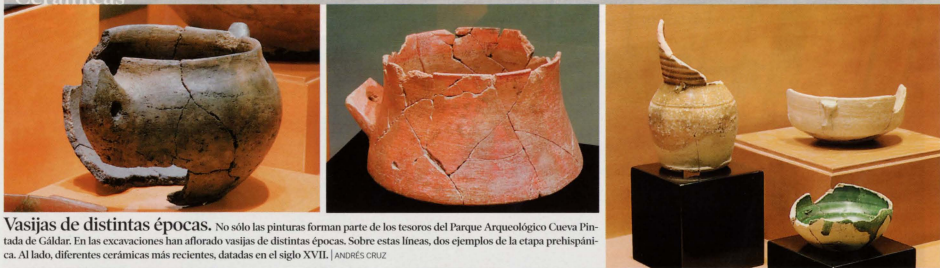 Cerámicas
Vasijas de distintas épocas. No sólo las pinturas forman parte de los tesoros del Parque Arqueológico Cueva Pin-
tada de Gáldar. En las excavaciones han aflorado vasijas de distintas épocas. Sobre estas líneas, dos ejemplos de la etapa prehispáni-
ca. Al lado, diferentes cerámicas más recientes, datadas en el siglo XVII. | ANDRÉS CRUZ